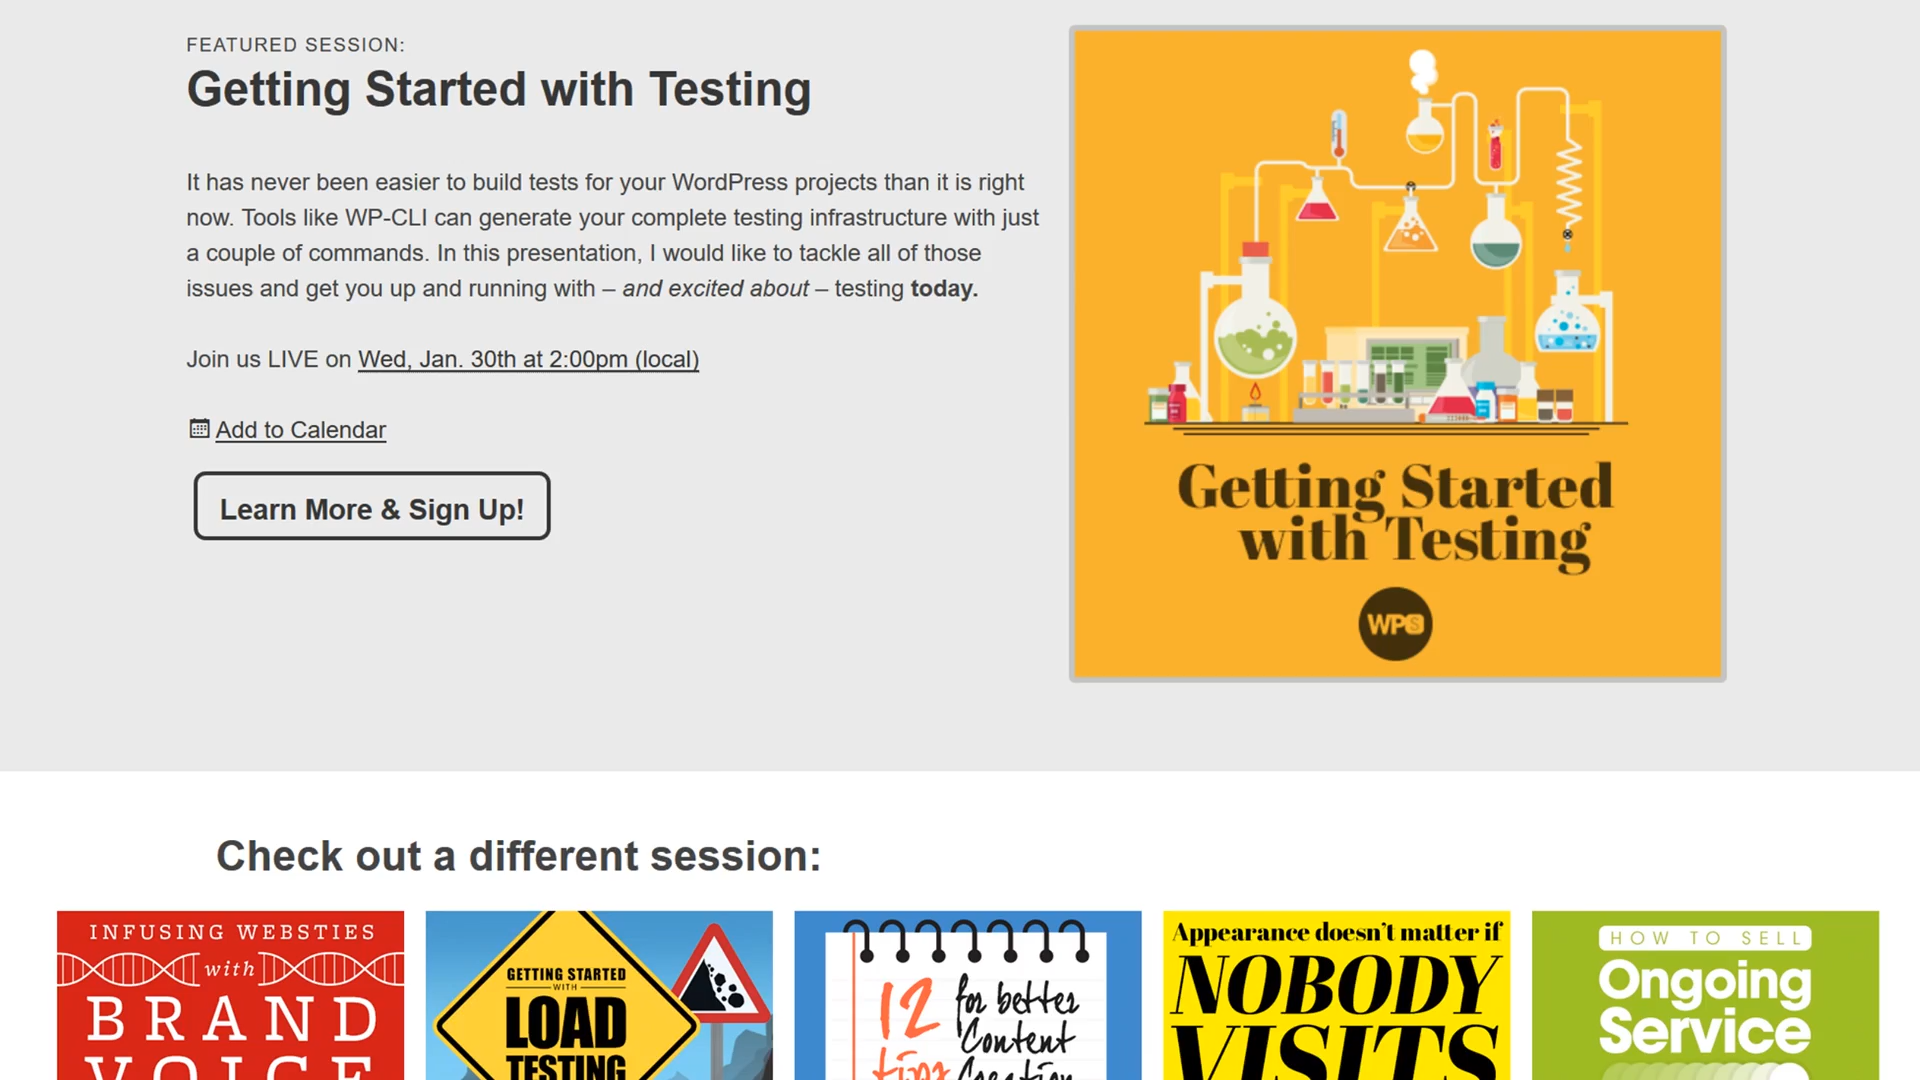 FEATURED SESSION:
Getting Started with Testing
It has never been easier to build tests for your WordPress projects than it is right
now. Tools like WP-CLI can generate your complete testing infrastructure with just
a couple of commands. In this presentation, I would like to tackle all of those
issues and get you up and running with – and excited about – testing today.
Join us LIVE on Wed, Jan. 30th at 2:00pm (local)
Add to Calendar
Learn More & Sign Up!
Getting Started
with Testing
WPS
Check out a different session:
INFUSING WEBSTIES
with
BRAND
VOICE
GETTING STARTED
WITH
LOAD
TESTING
12
tips
for better
Content
Creation
Appearance doesn't matter if
NOBODY
VISITS
HOW TO SELL
Ongoing
Service